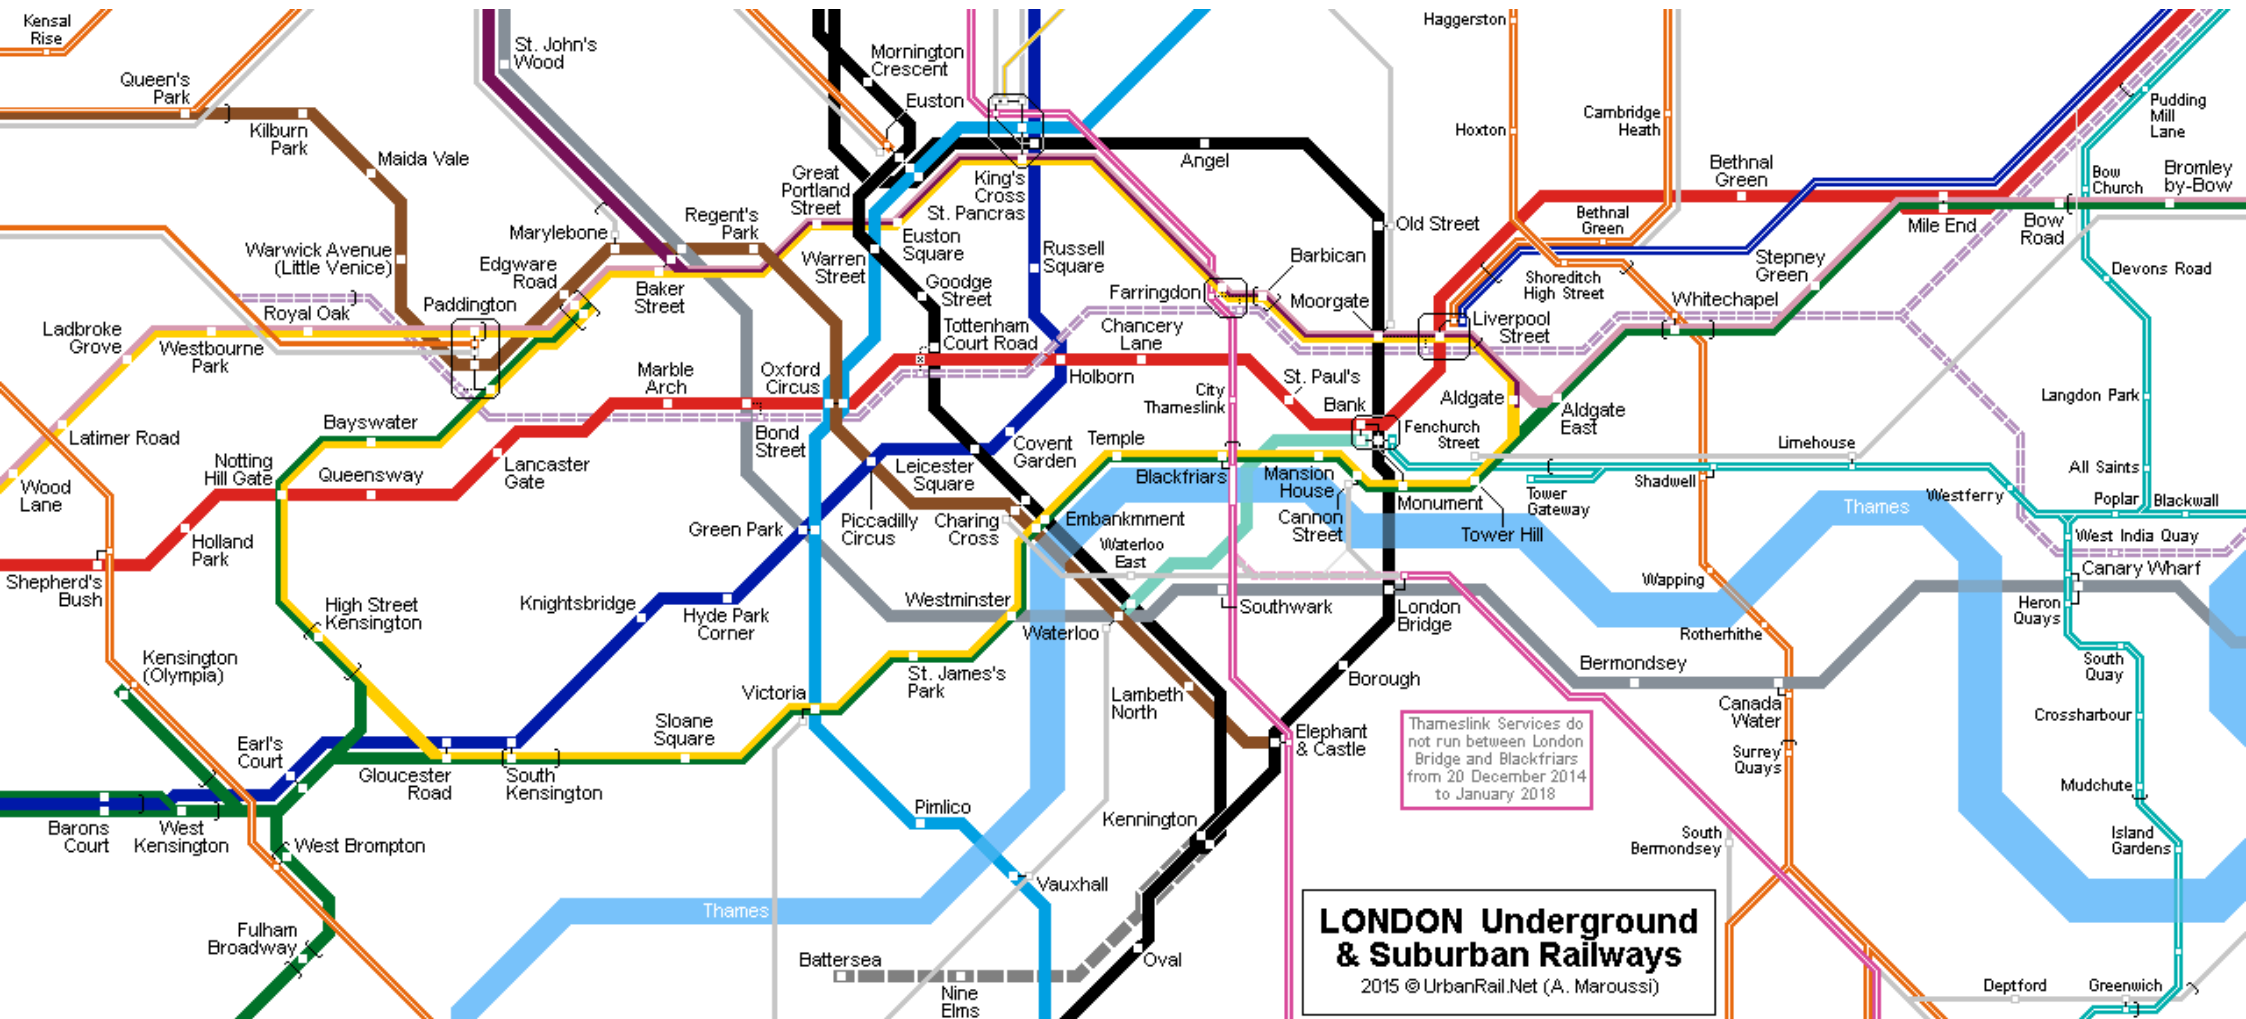 Kensal
Rise
Queen's
Park
Kilburn
Park
Maida Vale
St. John's
Wood
Mornington
Crescent
Euston
Haggerston
Hoxton
Cambridge
Heath
Pudding
Mill
Lane
Bethnal
Green
Bow
Church
Bromley
by-Bow
Angel
Great
Portland
Street
King's
Cross
St. Pancras
Regent's
Park
Marylebone
Warwick Avenue
(Little Venice)
Edgware
Road
Paddington
Baker
Street
Warren
Street
Euston
Square
Russell
Square
Goodge
Street
Old Street
Barbican
Farringdon
Moorgate
Bethnal
Green
Shoreditch
High Street
Stepney
Green
Mile End
Bow
Road
Devons Road
Royal Oak
Ladbroke
Grove
Westbourne
Park
Tottenham
Court Road
Chancery
Lane
Liverpool
Street
Whitechapel
Marble
Arch
Oxford
Circus
Holborn
St. Paul's
City
Thameslink
Bank
Aldgate
Aldgate
East
Langdon Park
Latimer Road
Bayswater
Bond
Street
Temple
Covent
Garden
Fenchurch
Street
Limehouse
Notting
Hill Gate
Queensway
Lancaster
Gate
Leicester
Square
Blackfriars
Mansion
House
Monument
Tower
Gateway
Shadwell
Westferry
All Saints
Poplar
Blackwall
Wood
Lane
Holland
Park
Green Park
Piccadilly
Circus
Charing
Cross
Embankmment
Cannon
Street
Tower Hill
Thames
West India Quay
Shepherd's
Bush
Waterloo
East
Wapping
Canary Wharf
High Street
Kensington
Knightsbridge
Hyde Park
Corner
Westminster
Waterloo
Southwark
London
Bridge
Rotherhithe
Heron
Quays
Kensington
(Olympia)
St. James's
Park
Borough
Bermondsey
South
Quay
Victoria
Lambeth
North
Canada
Water
Crossharbour
Sloane
Square
Elephant
& Castle
Thameslink Services do
not run between London
Bridge and Blackfriars
from 20 December 2014
to January 2018
Surrey
Quays
Earl's
Court
Gloucester
Road
South
Kensington
Mudchute
Barons
Court
West
Kensington
West Brompton
Pimlico
Kennington
South
Bermondsey
Island
Gardens
Vauxhall
Thames
Fulham
Broadway
Battersea
Nine
Elms
Oval
LONDON Underground
& Suburban Railways
2015 © UrbanRail.Net (A. Maroussi)
Deptford
Greenwich